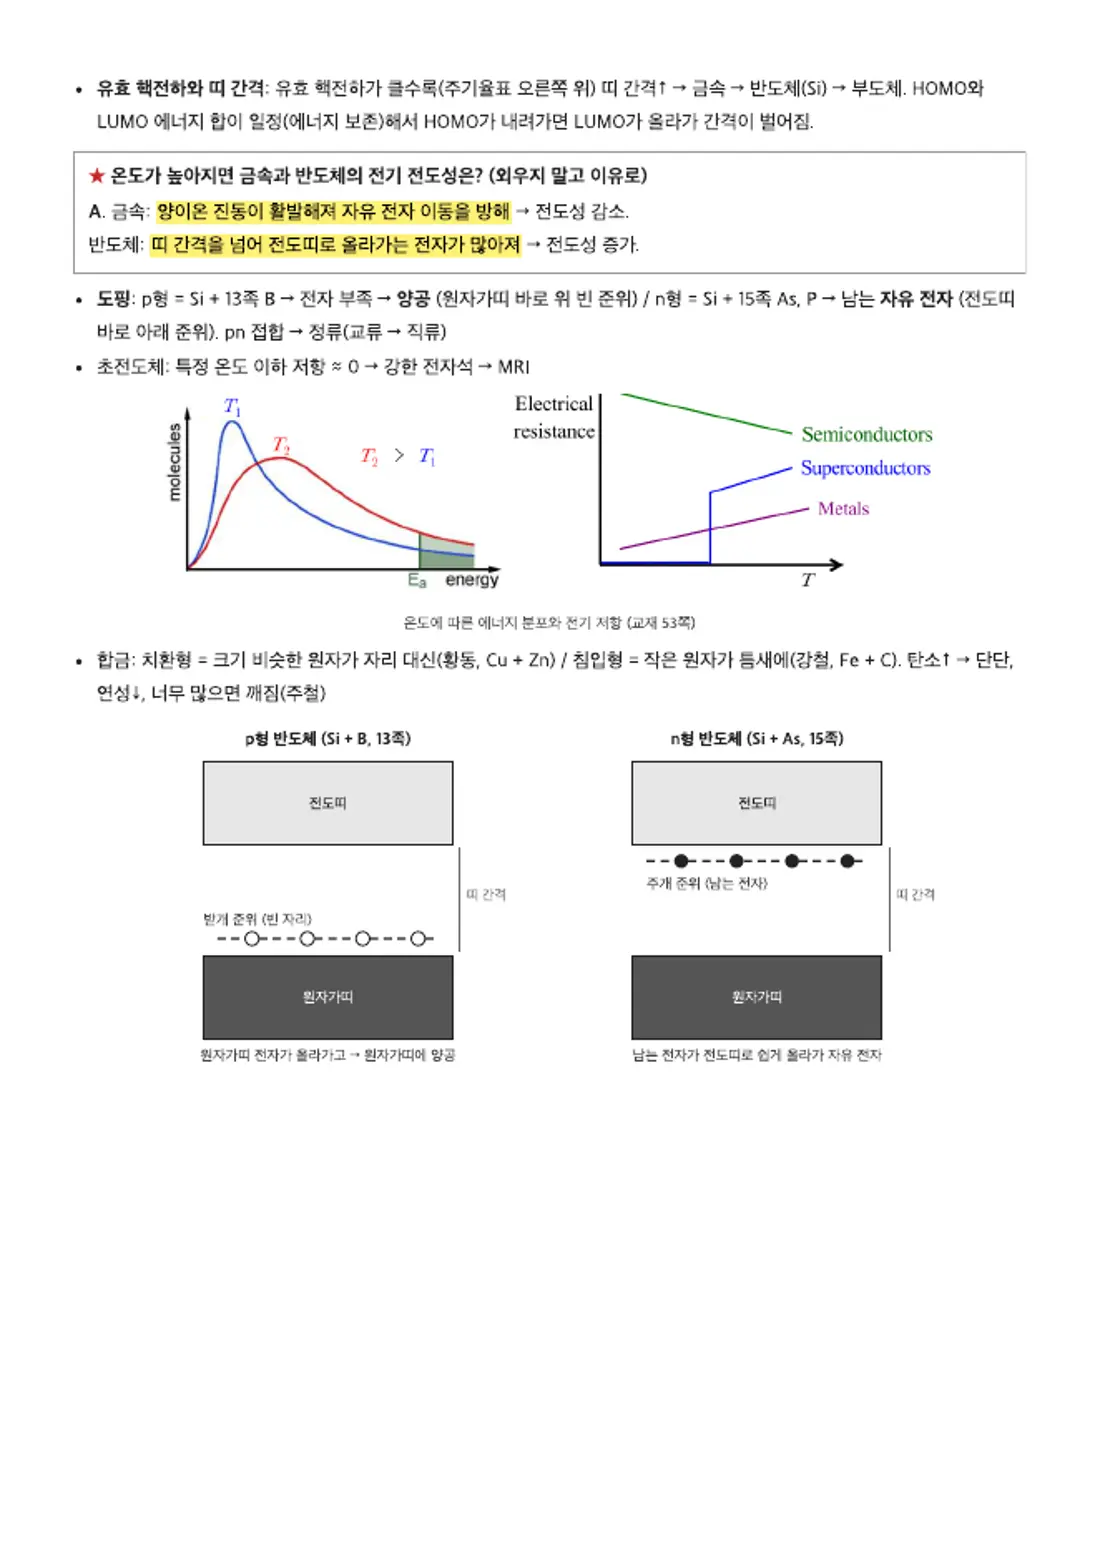 • 유효 핵전하와 띠 간격: 유효 핵전하가 클수록(주기율표 오른쪽 위) 띠 간격↑ → 금속 → 반도체(Si) → 부도체. HOMO와
LUMO 에너지 합이 일정(에너지 보존)해서 HOMO가 내려가면 LUMO가 올라가 간격이 벌어짐.
★ 온도가 높아지면 금속과 반도체의 전기 전도성은? (외우지 말고 이유로)
A. 금속: 양이온 진동이 활발해져 자유 전자 이동을 방해 → 전도성 감소.
반도체: 띠 간격을 넘어 전도띠로 올라가는 전자가 많아져 → 전도성 증가.
• 도핑: p형 = Si + 13족 B → 전자 부족 → 양공 (원자가띠 바로 위 빈 준위) / n형 = Si + 15족 As, P → 남는 자유 전자 (전도띠
바로 아래 준위). pn 접합 → 정류(교류 → 직류)
• 초전도체: 특정 온도 이하 저항 ≈ 0 → 강한 전자석 → MRI
molecules
T1
T2
T2 > T1
Ea
energy
Electrical
resistance
Semiconductors
Superconductors
Metals
T
온도에 따른 에너지 분포와 전기 저항 (교재 53쪽)
• 합금: 치환형 = 크기 비슷한 원자가 자리 대신(황동, Cu + Zn) / 침입형 = 작은 원자가 틈새에(강철, Fe + C). 탄소↑ → 단단,
연성↓, 너무 많으면 깨짐(주철)
p형 반도체 (Si + B, 13족)
전도띠
띠 간격
받개 준위 (빈 자리)
원자가띠
원자가띠 전자가 올라가고 → 원자가띠에 양공
n형 반도체 (Si + As, 15족)
전도띠
주개 준위 (남는 전자)
띠 간격
원자가띠
남는 전자가 전도띠로 쉽게 올라가 자유 전자